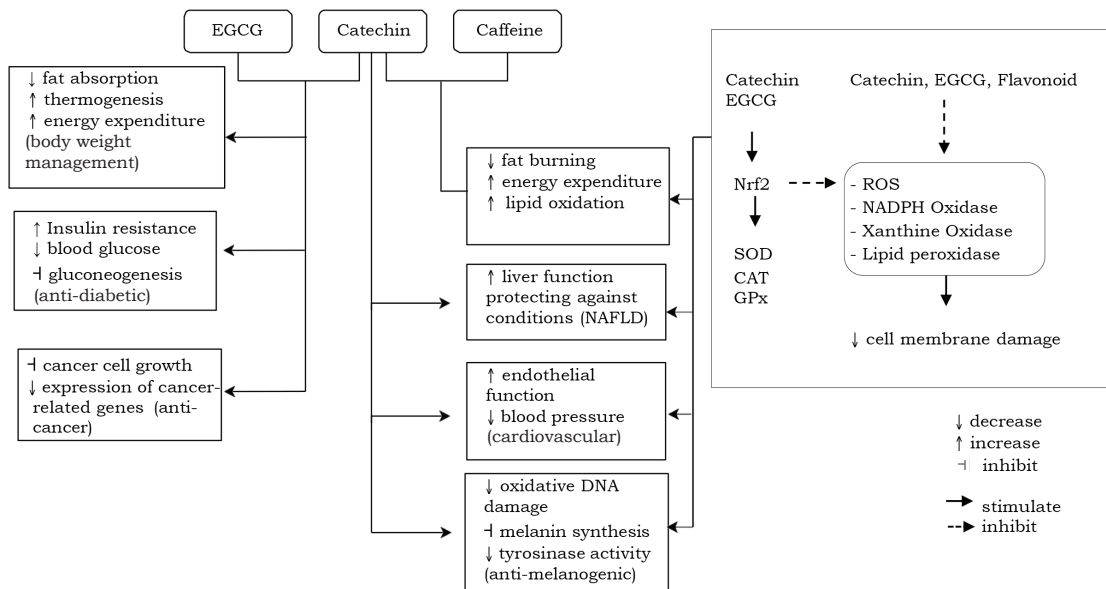 EGCG
Catechin
Caffeine
↓ fat absorption
↑ thermogenesis
↑ energy expenditure
(body weight
management)
↑ Insulin resistance
↓ blood glucose
⊣ gluconeogenesis
(anti-diabetic)
⊣ cancer cell growth
↓ expression of cancer-
related genes (anti-
cancer)
↓ fat burning
↑ energy expenditure
↑ lipid oxidation
↑ liver function
protecting against
conditions (NAFLD)
↑ endothelial
function
↓ blood pressure
(cardiovascular)
↓ oxidative DNA
damage
⊣ melanin synthesis
↓ tyrosinase activity
(anti-melanogenic)
Catechin
EGCG
Nrf2
SOD
CAT
GPx
Catechin, EGCG, Flavonoid
- ROS
- NADPH Oxidase
- Xanthine Oxidase
- Lipid peroxidase
↓ cell membrane damage
↓ decrease
↑ increase
⊣ inhibit
stimulate
inhibit